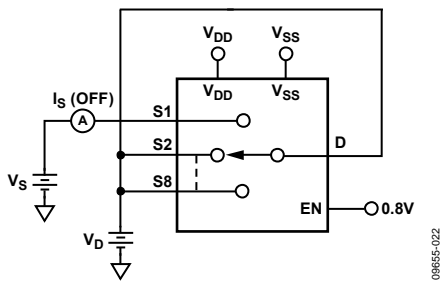 VDD VSS
IS (OFF) VDD VSS
A S1
S2 D
VS S8
EN 0.8V
VD
09655-022